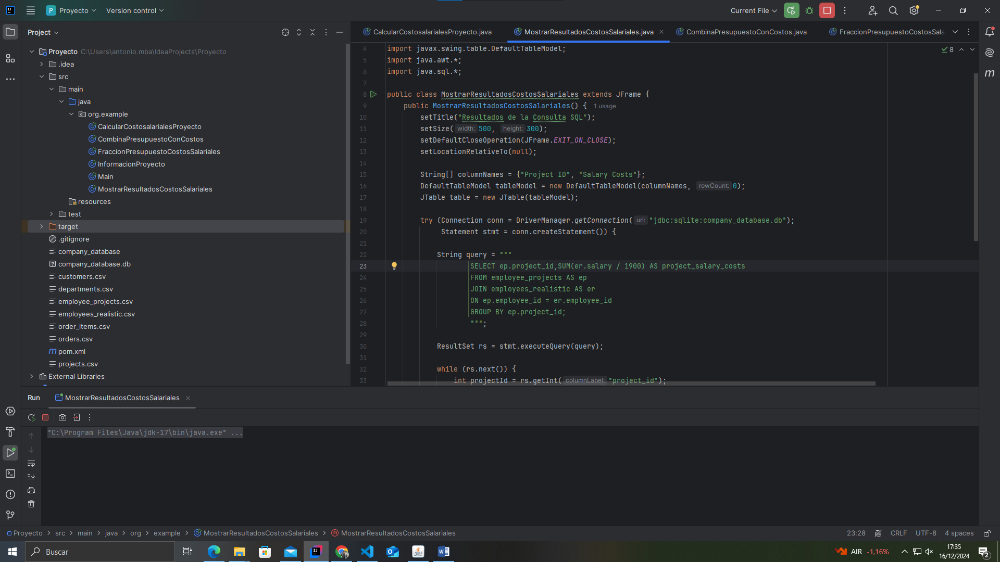 P Proyecto Version control Current File
Project
CalcularCostosalarialesProyecto.java MostrarResultadosCostosSalariales.java CombinaPresupuestoConCostos.java FraccionPresupuestoCostosSala
Proyecto C:\Users\antonio.mba\IdeaProjects\Proyecto
.idea
src
main
java
org.example
CalcularCostosalarialesProyecto
CombinaPresupuestoConCostos
FraccionPresupuestoCostosSalariales
InformacionProyecto
Main
MostrarResultadosCostosSalariales
resources
test
target
.gitignore
company_database
company_database.db
customers.csv
departments.csv
employee_projects.csv
employees_realistic.csv
order_items.csv
orders.csv
m pom.xml
projects.csv
External Libraries
8
4 import javax.swing.table.DefaultTableModel;
5 import java.awt.*;
6 import java.sql.*;
7
8 public class MostrarResultadosCostosSalariales extends JFrame {
9 public MostrarResultadosCostosSalariales() { 1 usage
10 setTitle("Resultados de la Consulta SQL");
11 setSize( width: 500, height: 300);
12 setDefaultCloseOperation(JFrame.EXIT_ON_CLOSE);
13 setLocationRelativeTo(null);
14
15 String[] columnNames = {"Project ID", "Salary Costs"};
16 DefaultTableModel tableModel = new DefaultTableModel(columnNames, rowCount: 0);
17 JTable table = new JTable(tableModel);
18
19 try (Connection conn = DriverManager.getConnection( url: "jdbc:sqlite:company_database.db");
20 Statement stmt = conn.createStatement()) {
21
22 String query = """
23 SELECT ep.project_id,SUM(er.salary / 1900) AS project_salary_costs
24 FROM employee_projects AS ep
25 JOIN employees_realistic AS er
26 ON ep.employee_id = er.employee_id
27 GROUP BY ep.project_id;
28 """;
29
30 ResultSet rs = stmt.executeQuery(query);
31
32 while (rs.next()) {
33 int projectId = rs.getInt( columnLabel: "project_id");
m
Run MostrarResultadosCostosSalariales
"C:\Program Files\Java\jdk-17\bin\java.exe" ...
Proyecto > src > main > java > org > example > MostrarResultadosCostosSalariales > m MostrarResultadosCostosSalariales
23:28 CRLF UTF-8 4 spaces
Buscar
AIR -1,16%
17:35
16/12/2024
2